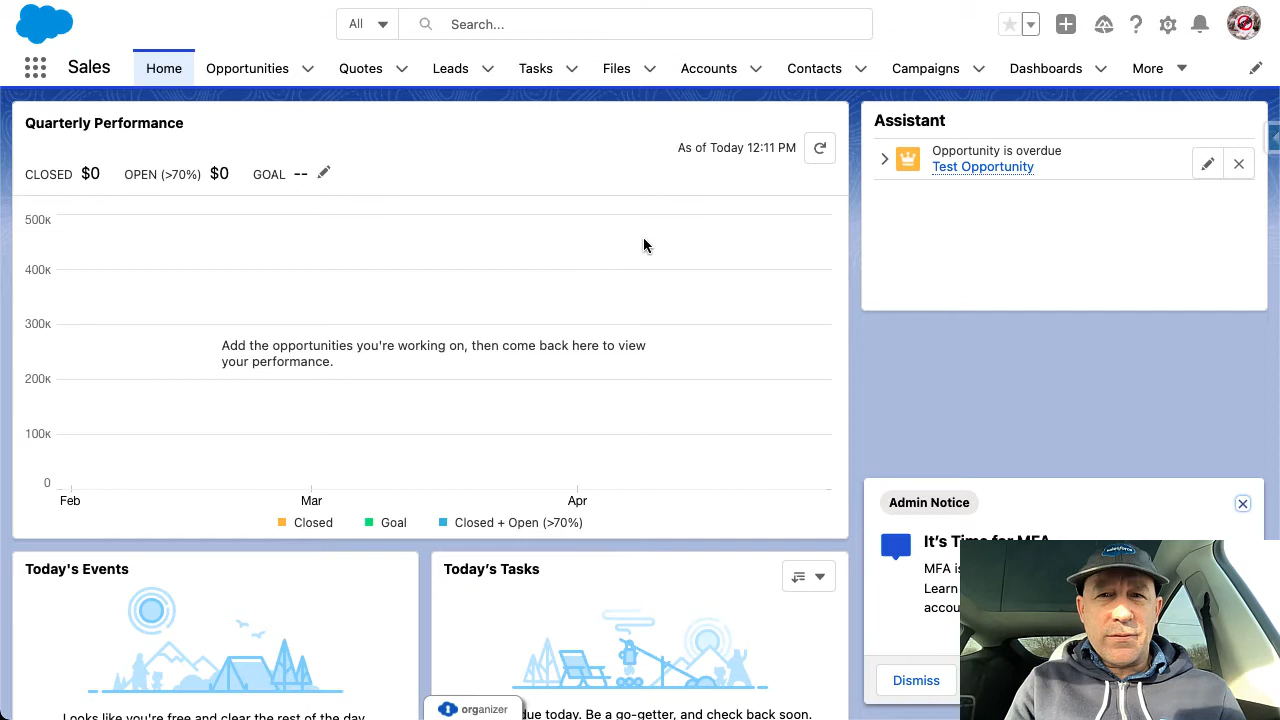 All
Search...
Sales
Home
Opportunities
Quotes
Leads
Tasks
Files
Accounts
Contacts
Campaigns
Dashboards
More
Quarterly Performance
As of Today 12:11 PM
CLOSED $0 OPEN (>70%) $0 GOAL --
500K
400K
300K
200K
100K
0
Add the opportunities you're working on, then come back here to view
your performance.
Feb
Mar
Apr
Closed
Goal
Closed + Open (>70%)
Assistant
Opportunity is overdue
Test Opportunity
Today's Events
Looks like you're free and clear the rest of the day.
Today's Tasks
due today. Be a go-getter, and check back soon.
organizer
Admin Notice
It's Time for MFA
MFA is
Learn
accou
Dismiss